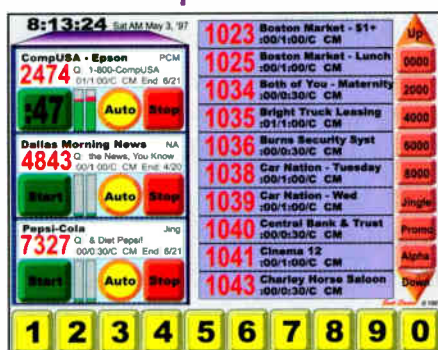 8:13:24 Sat AM May 3, '97
CompUSA - Epson PCM
2474 Q: 1-800-CompUSA
01/1:00/C CM End 6/21
:47 Auto Stop
Dallas Morning News NA
4843 Q: the News, You Know
00/1:00/C CM End 4/20
Start Auto Stop
Pepsi-Cola Jing
7327 Q: & Diet Pepsi!
00/0:30/C CM End 6/21
Start Auto Stop
1023 Boston Market - $1+
:00/1:00/C CM
1025 Boston Market - Lunch
:00/1:00/C CM
1034 Both of You - Maternity
:00/0:30/C CM
1035 Bright Truck Leasing
:01/1:00/C CM
1036 Burns Security Syst
:00/0:30/C CM
1038 Car Nation - Tuesday
:00/1:00/C CM
1039 Car Nation - Wed
:00/1:00/C CM
1040 Central Bank & Trust
:00/0:30/C CM
1041 Cinema 12
:00/1:00/C CM
1043 Charley Horse Saloon
:00/0:30/C CM
Up
0000
2000
4000
6000
8000
Jingle
Promo
Alpha
Down
1 2 3 4 5 6 7 8 9 0